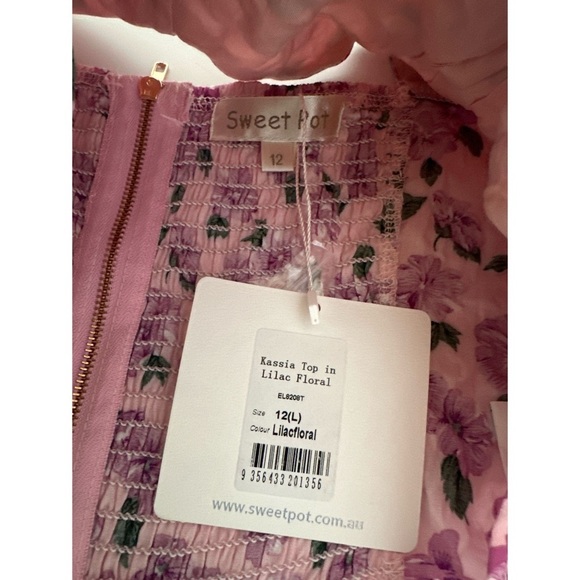 Sweet Pot
12
Kassia Top in
Lilac Floral
EL8208T
Size 12(L)
Colour Lilacfloral
9 356433 201356
www.sweetpot.com.au